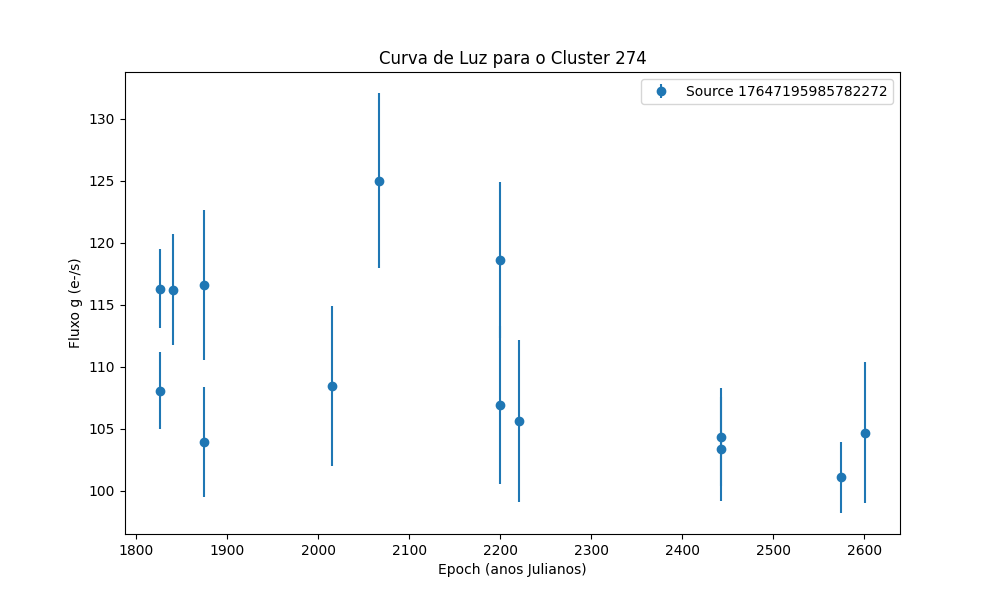 Curva de Luz para o Cluster 274
Source 17647195985782272
Fluxo g (e-/s)
130
125
120
115
110
105
100
1800 1900 2000 2100 2200 2300 2400 2500 2600
Epoch (anos Julianos)